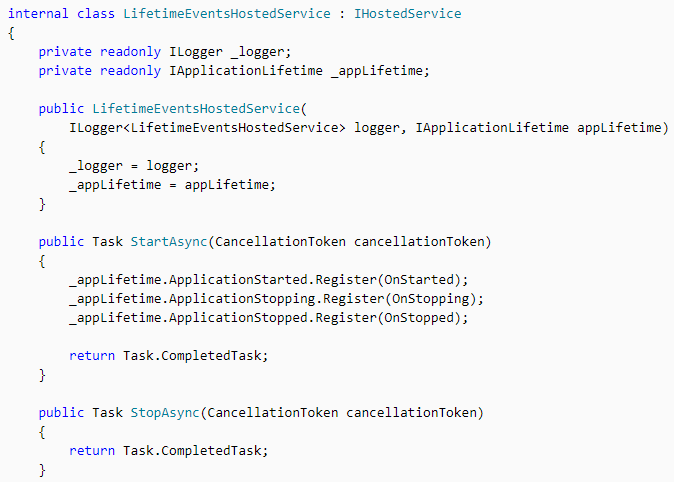 internal class LifetimeEventsHostedService : IHostedService
{
    private readonly ILogger _logger;
    private readonly IApplicationLifetime _appLifetime;

    public LifetimeEventsHostedService(
        ILogger<LifetimeEventsHostedService> logger, IApplicationLifetime appLifetime)
    {
        _logger = logger;
        _appLifetime = appLifetime;
    }

    public Task StartAsync(CancellationToken cancellationToken)
    {
        _appLifetime.ApplicationStarted.Register(OnStarted);
        _appLifetime.ApplicationStopping.Register(OnStopping);
        _appLifetime.ApplicationStopped.Register(OnStopped);

        return Task.CompletedTask;
    }

    public Task StopAsync(CancellationToken cancellationToken)
    {
        return Task.CompletedTask;
    }